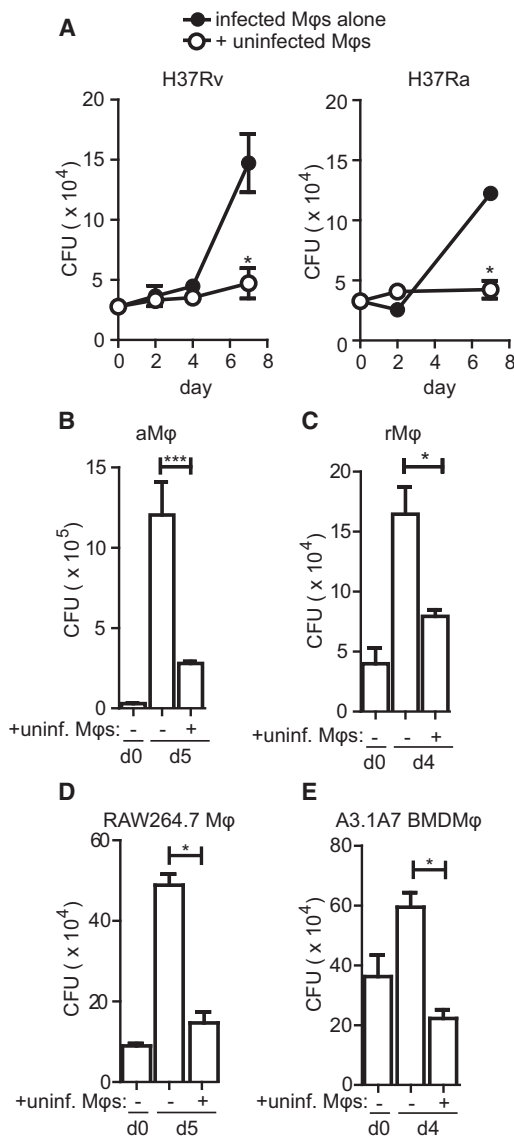 A
infected Mφs alone
+ uninfected Mφs
H37Rv
H37Ra
CFU ( x 10⁴)
20
15
10
5
0
*
0 2 4 6 8
day
CFU ( x 10⁴)
20
15
10
5
0
*
0 2 4 6 8
day
B
aMφ
CFU ( x 10⁵)
15
10
5
0
***
+uninf. Mφs: - - +
d0 d5
C
rMφ
CFU ( x 10⁴)
20
15
10
5
0
*
- - +
d0 d4
D
RAW264.7 Mφ
CFU ( x 10⁴)
60
40
20
0
*
+uninf. Mφs: - - +
d0 d5
E
A3.1A7 BMDMφ
CFU ( x 10⁴)
80
60
40
20
0
*
- - +
d0 d4